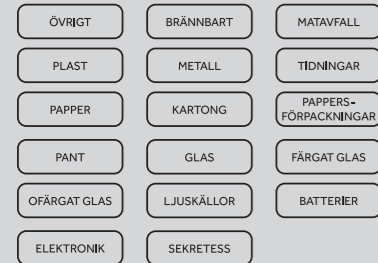 ÖVRIGT
BRÄNNBART
MATAVFALL
PLAST
METALL
TIDNINGAR
PAPPER
KARTONG
PAPPERS-
FÖRPACKNINGAR
PANT
GLAS
FÄRGAT GLAS
OFÄRGAT GLAS
LJUSKÄLLOR
BATTERIER
ELEKTRONIK
SEKRETESS